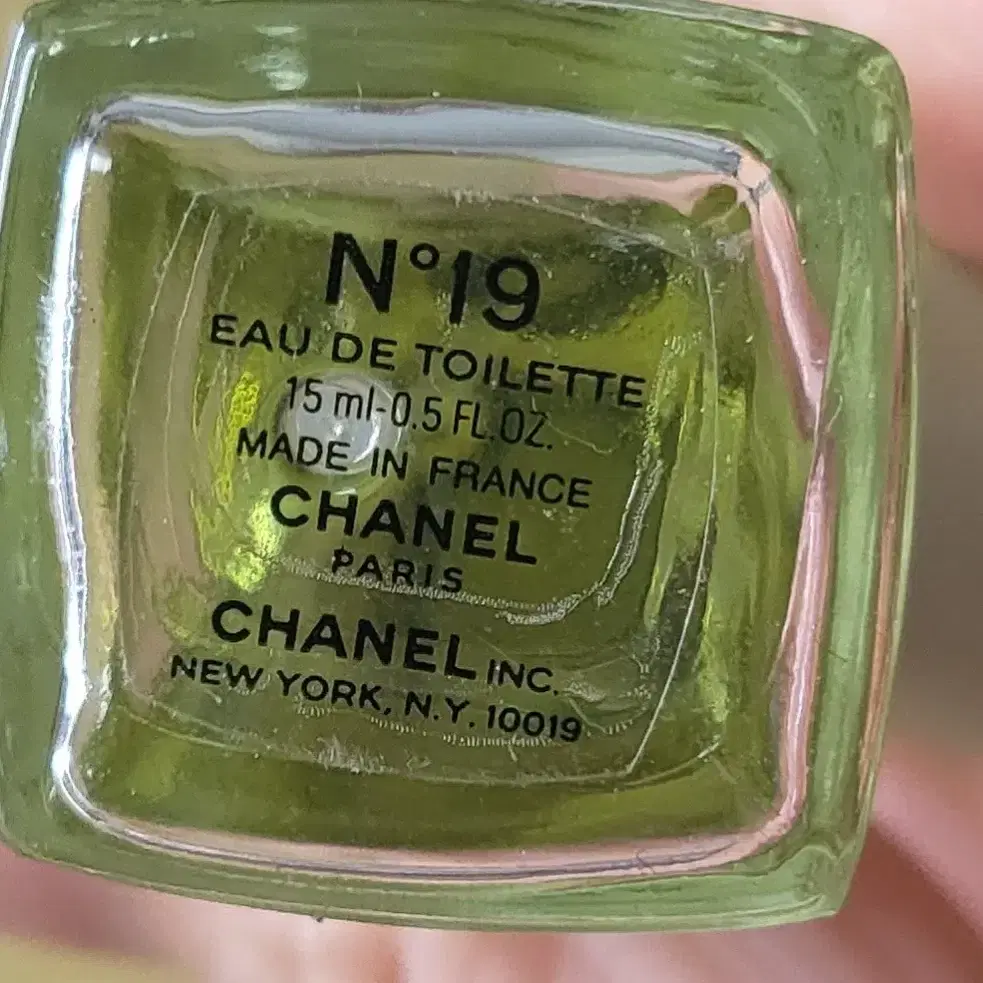 N°19
EAU DE TOILETTE
15 ml-0.5 FL.OZ.
MADE IN FRANCE
CHANEL
PARIS
CHANEL INC.
NEW YORK, N.Y. 10019